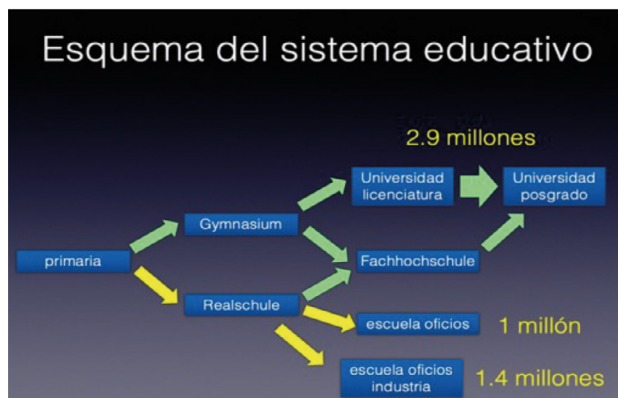 Esquema del sistema educativo
2.9 millones
Universidad
licenciatura
Universidad
posgrado
Gymnasium
primaria
Fachhochschule
Realschule
escuela oficios
1 millón
escuela oficios
industria
1.4 millones